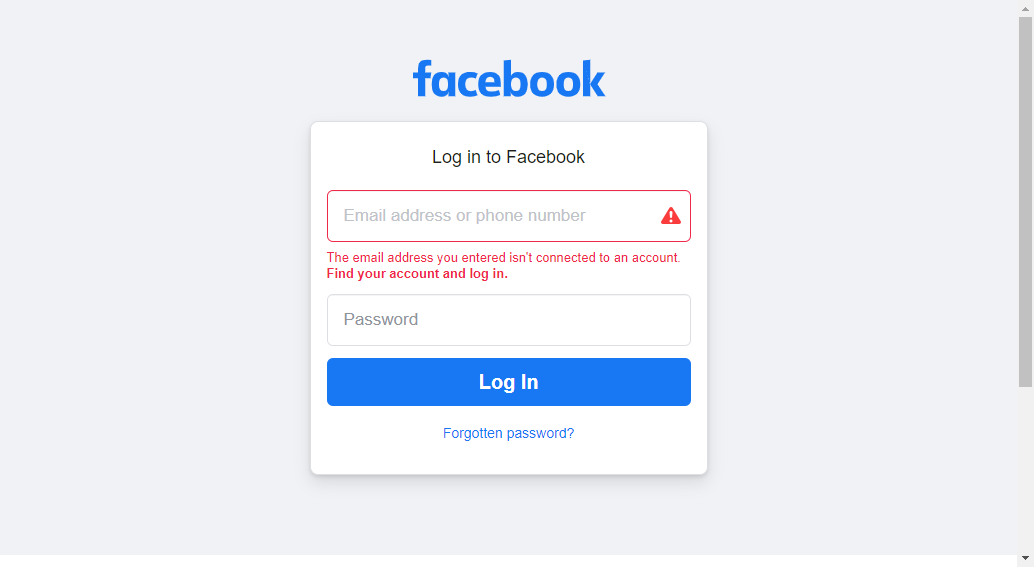 facebook
Log in to Facebook
Email address or phone number
The email address you entered isn't connected to an account.
Find your account and log in.
Password
Log In
Forgotten password?